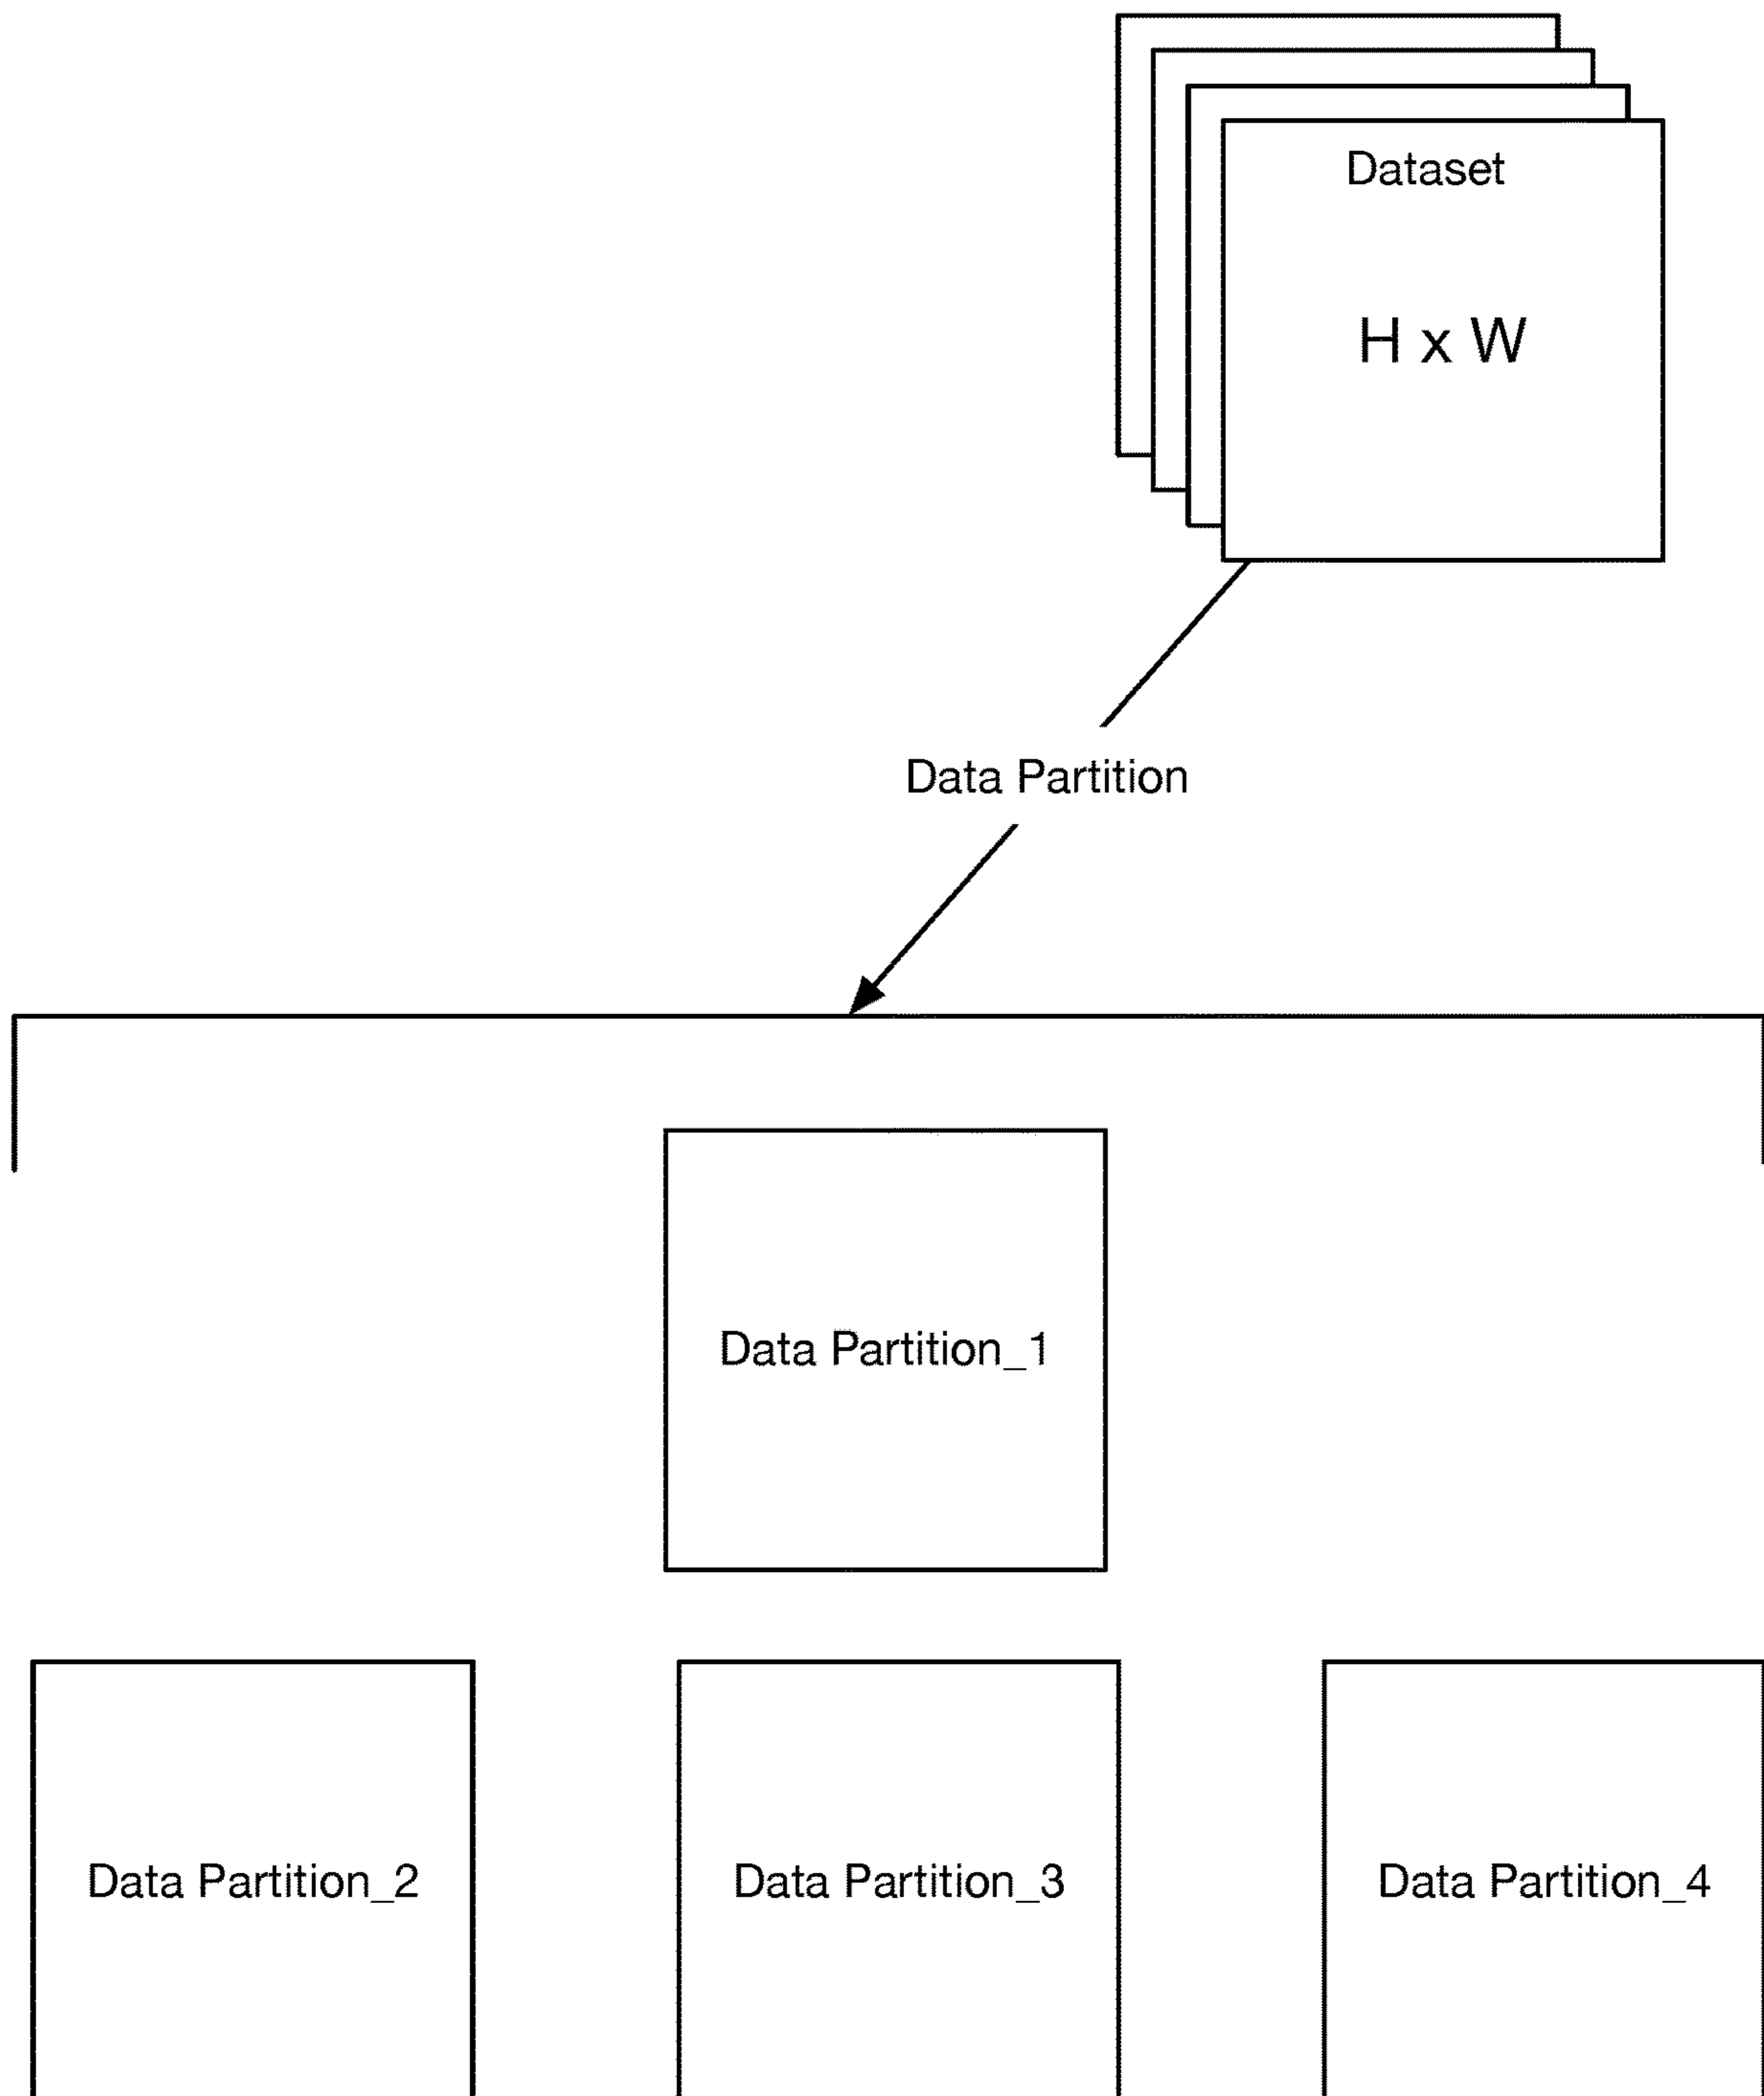 Dataset
H x W
Data Partition
Data Partition_1
Data Partition_2
Data Partition_3
Data Partition_4